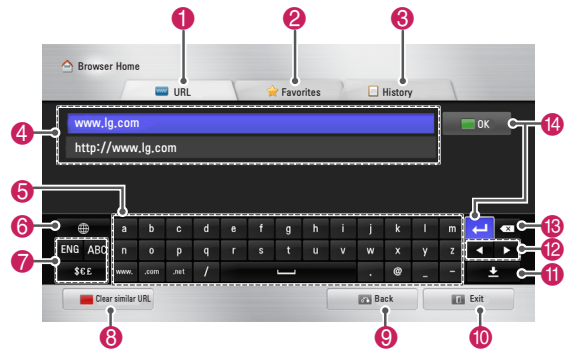 1 2 3
Browser Home
URL Favorites History
4 www.lg.com OK 14
http://www.lg.com
5
6 a b c d e f g h i j k l m 13
7 ENG ABC n o p q r s t u v w x y z 12
$€£ www. .com .net / . @ _ - 11
Clear similar URL Back Exit
8 9 10